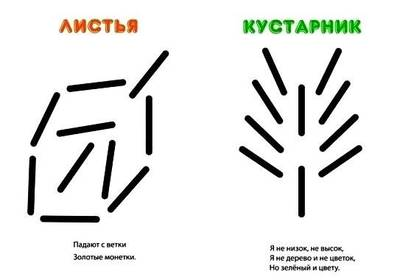 ЛИСТЬЯ
Падают с ветки
Золотые монетки.
КУСТАРНИК
Я не низок, не высок,
Я не дерево и не цветок,
Но зелёный и цвету.